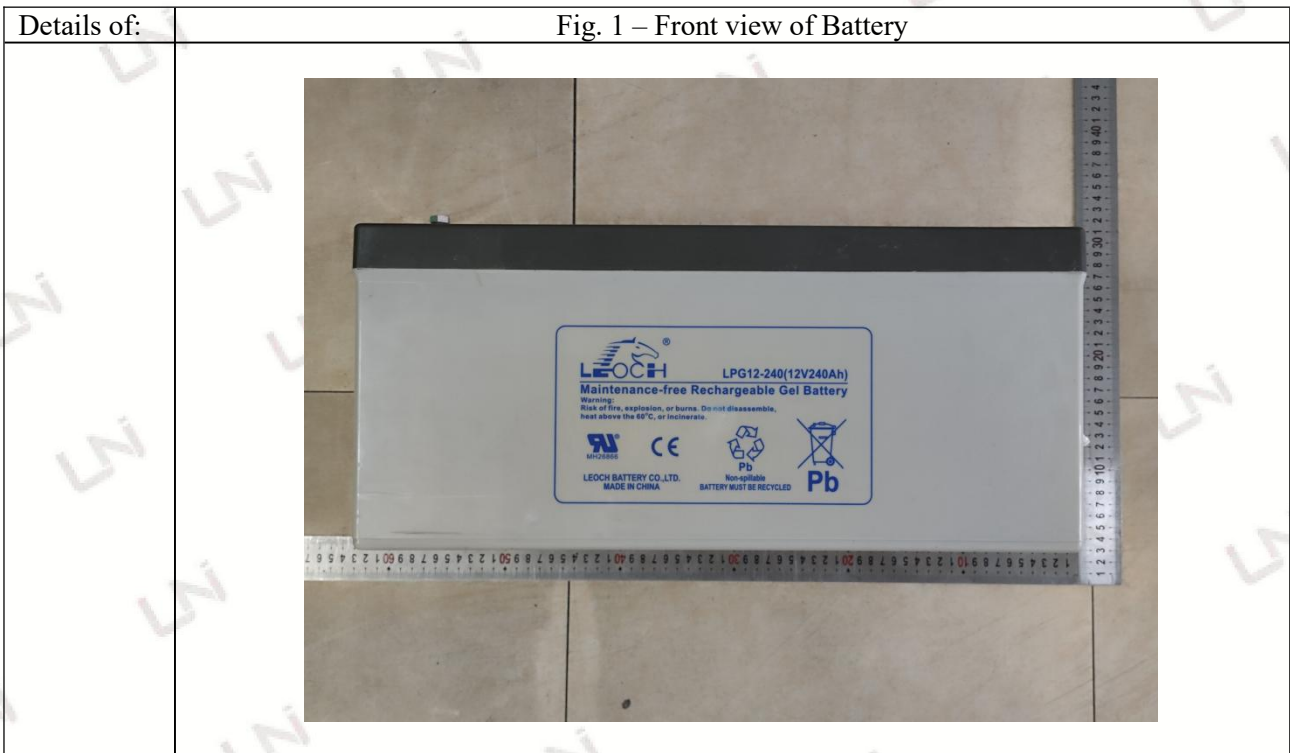 Details of:
Fig. 1 – Front view of Battery
LEOCH ®
LPG12-240(12V240Ah)
Maintenance-free Rechargeable Gel Battery
Warning:
Risk of fire, explosion, or burns. Do not disassemble,
heat above the 60°C, or incinerate.
MH28866
CE
Pb
Non-spillable
BATTERY MUST BE RECYCLED
Pb
LEOCH BATTERY CO.,LTD.
MADE IN CHINA
LNi